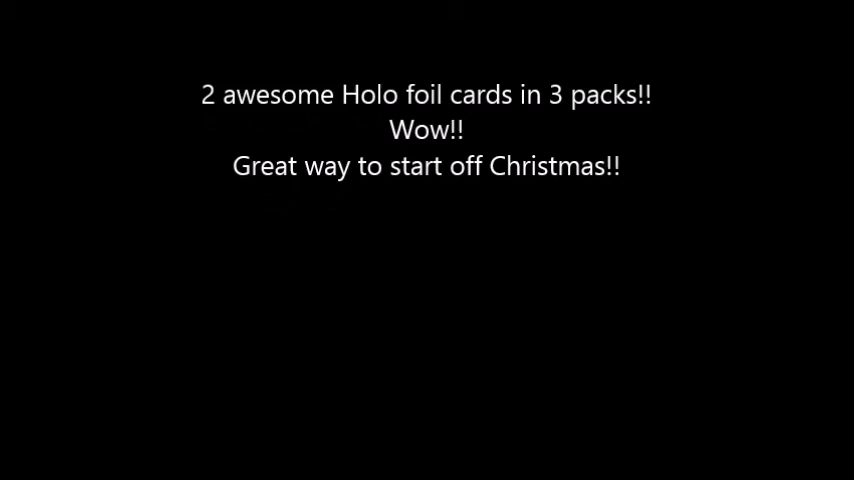 2 awesome Holo foil cards in 3 packs!!
Wow!!
Great way to start off Christmas!!